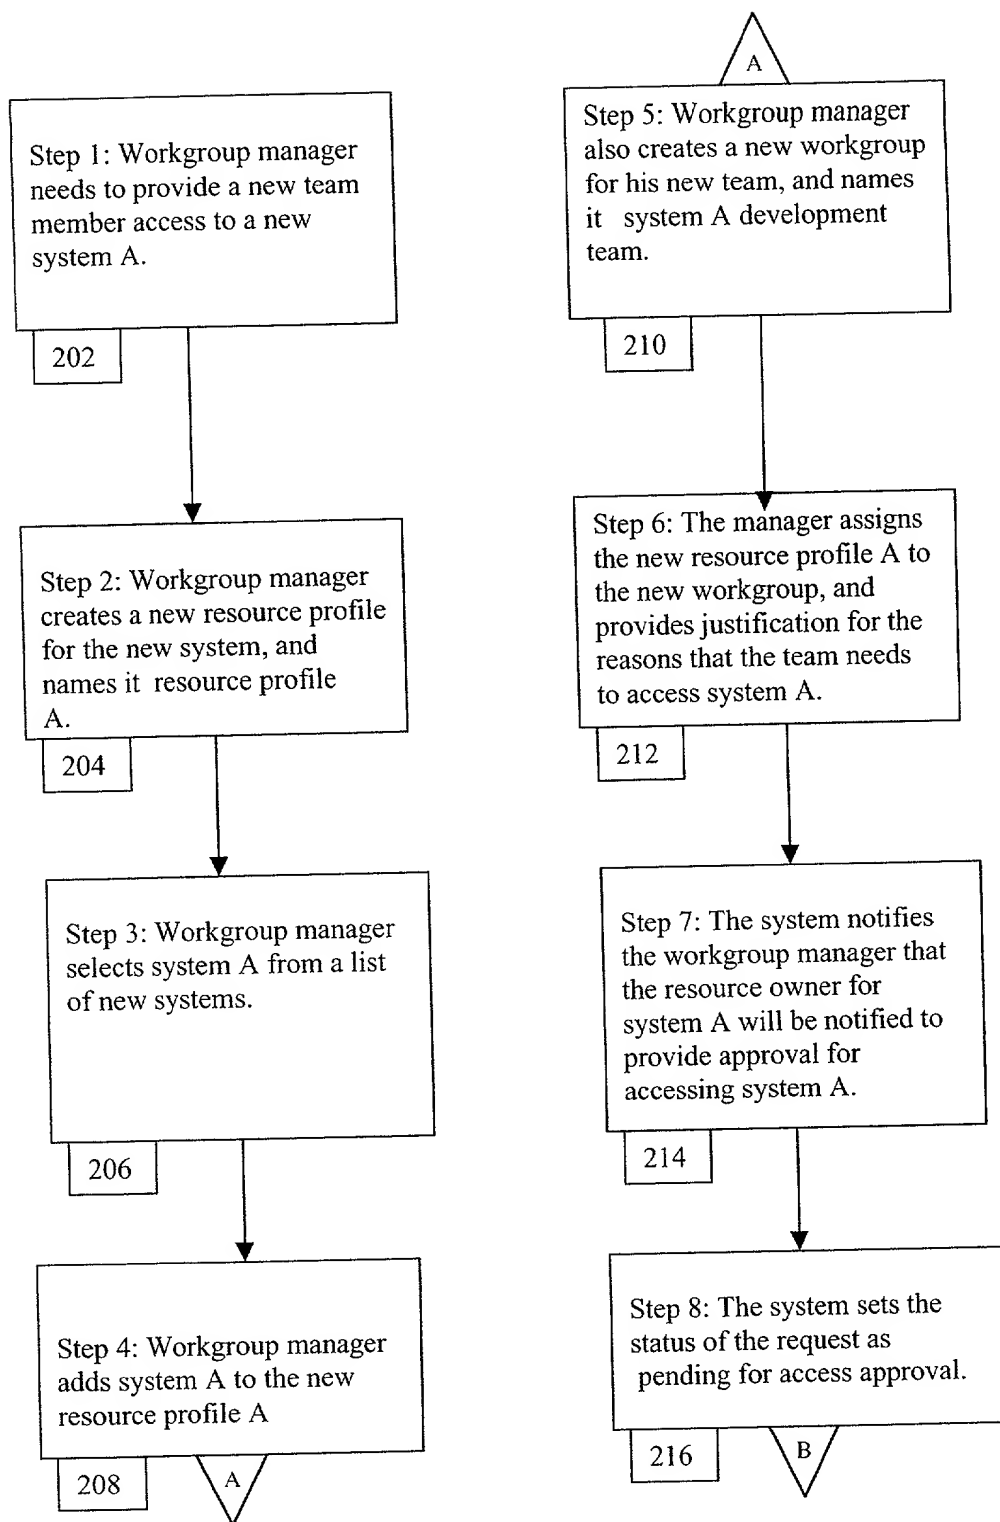 Step 1: Workgroup manager
needs to provide a new team
member access to a new
system A.
202
Step 2: Workgroup manager
creates a new resource profile
for the new system, and
names it resource profile
A.
204
Step 3: Workgroup manager
selects system A from a list
of new systems.
206
Step 4: Workgroup manager
adds system A to the new
resource profile A
208
A
A
Step 5: Workgroup manager
also creates a new workgroup
for his new team, and names
it system A development
team.
210
Step 6: The manager assigns
the new resource profile A to
the new workgroup, and
provides justification for the
reasons that the team needs
to access system A.
212
Step 7: The system notifies
the workgroup manager that
the resource owner for
system A will be notified to
provide approval for
accessing system A.
214
Step 8: The system sets the
status of the request as
pending for access approval.
216
B